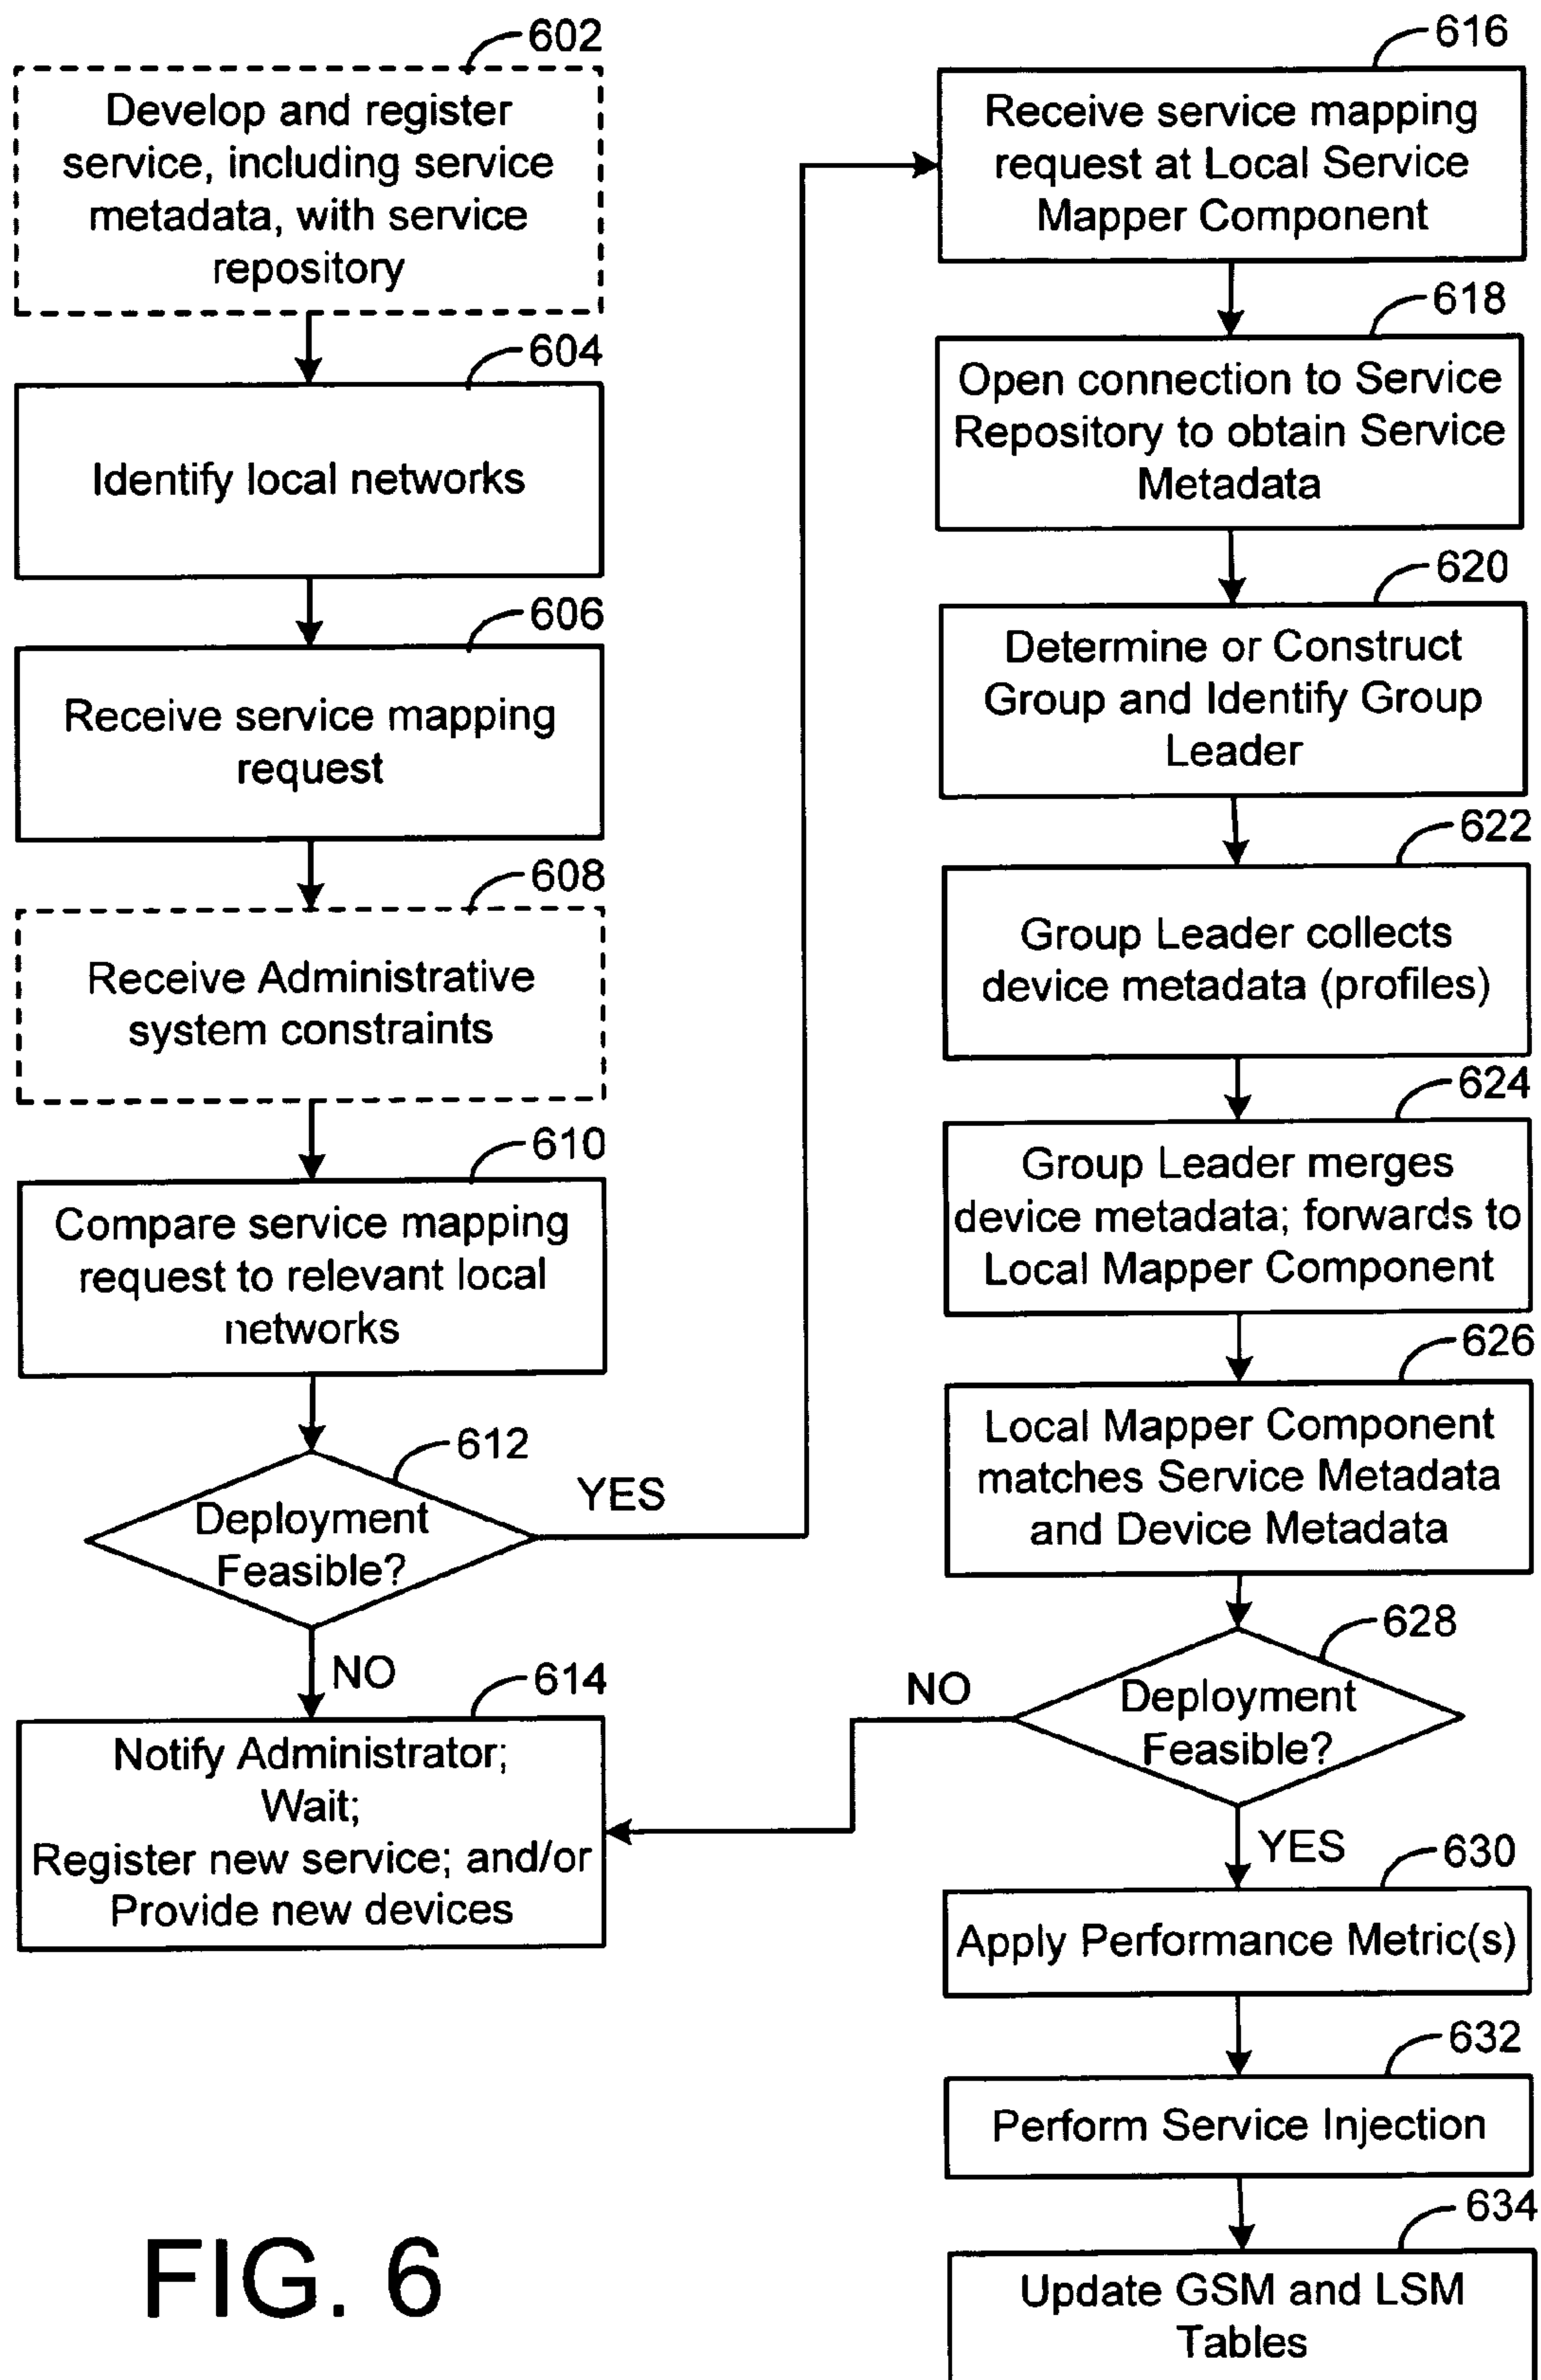 602
Develop and register
service, including service
metadata, with service
repository
604
Identify local networks
606
Receive service mapping
request
608
Receive Administrative
system constraints
610
Compare service mapping
request to relevant local
networks
612
Deployment
Feasible?
YES
NO
614
Notify Administrator;
Wait;
Register new service; and/or
Provide new devices
616
Receive service mapping
request at Local Service
Mapper Component
618
Open connection to Service
Repository to obtain Service
Metadata
620
Determine or Construct
Group and Identify Group
Leader
622
Group Leader collects
device metadata (profiles)
624
Group Leader merges
device metadata; forwards to
Local Mapper Component
626
Local Mapper Component
matches Service Metadata
and Device Metadata
628
Deployment
Feasible?
NO
YES
630
Apply Performance Metric(s)
632
Perform Service Injection
634
Update GSM and LSM
Tables
FIG. 6